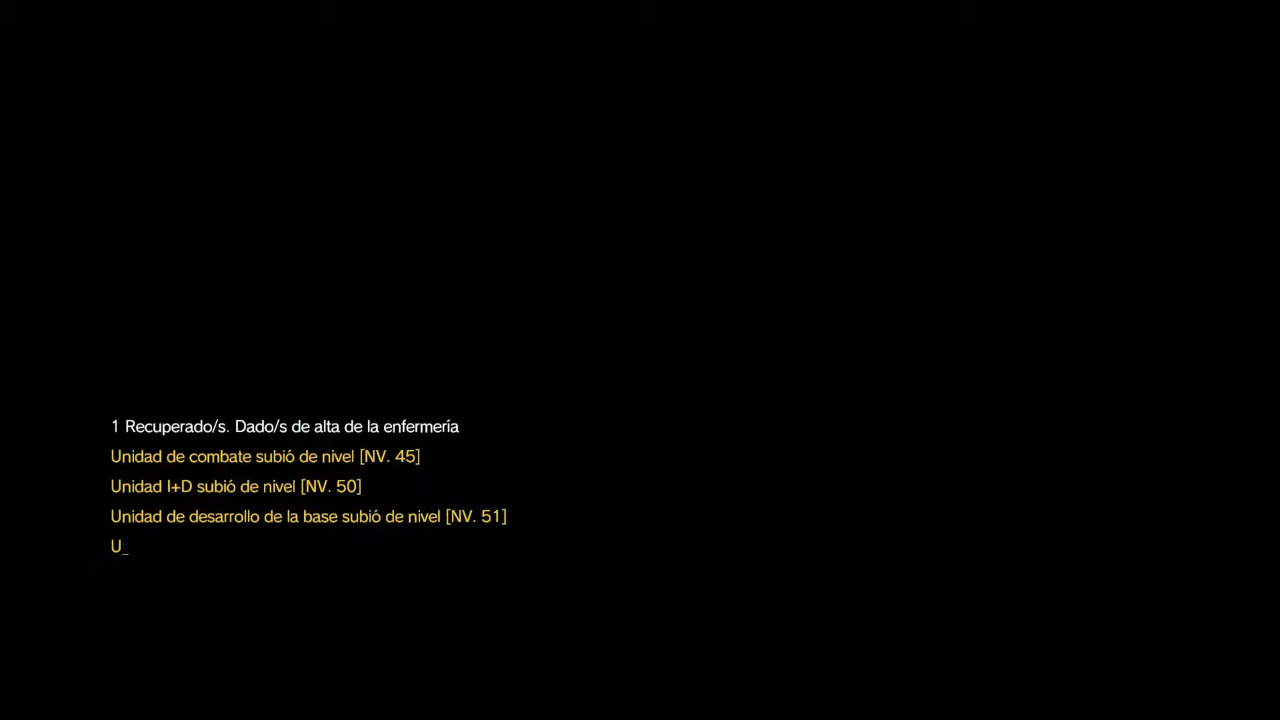 1 Recuperado/s. Dado/s de alta de la enfermería
Unidad de combate subió de nivel [NV. 45]
Unidad I+D subió de nivel [NV. 50]
Unidad de desarrollo de la base subió de nivel [NV. 51]
U_